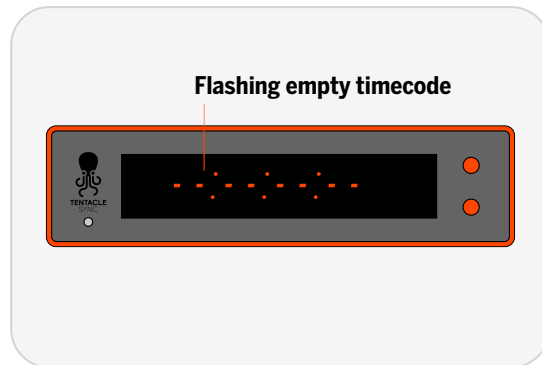 Flashing empty timecode
- - : - - : - - : - -
TENTACLE
SYNC